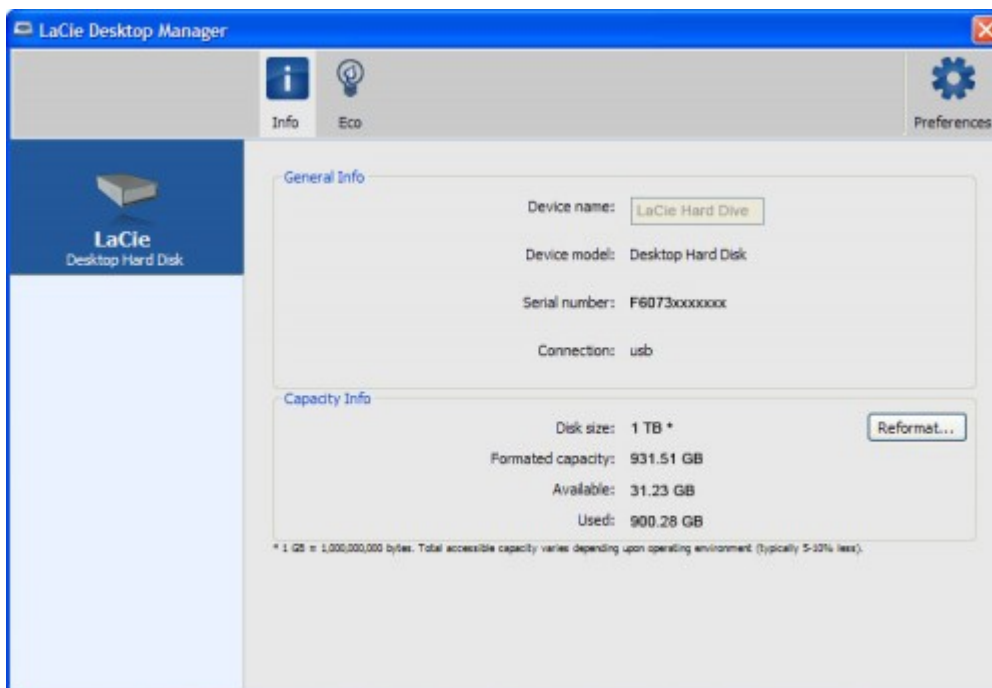 LaCie Desktop Manager
Info
Eco
Preferences
LaCie
Desktop Hard Disk
General Info
Device name: LaCie Hard Dive
Device model: Desktop Hard Disk
Serial number: F6073xxxxxxx
Connection: usb
Capacity Info
Disk size: 1 TB *
Reformat...
Formated capacity: 931.51 GB
Available: 31.23 GB
Used: 900.28 GB
* 1 GB = 1,000,000,000 bytes. Total accessible capacity varies depending upon operating environment (typically 5-10% less).